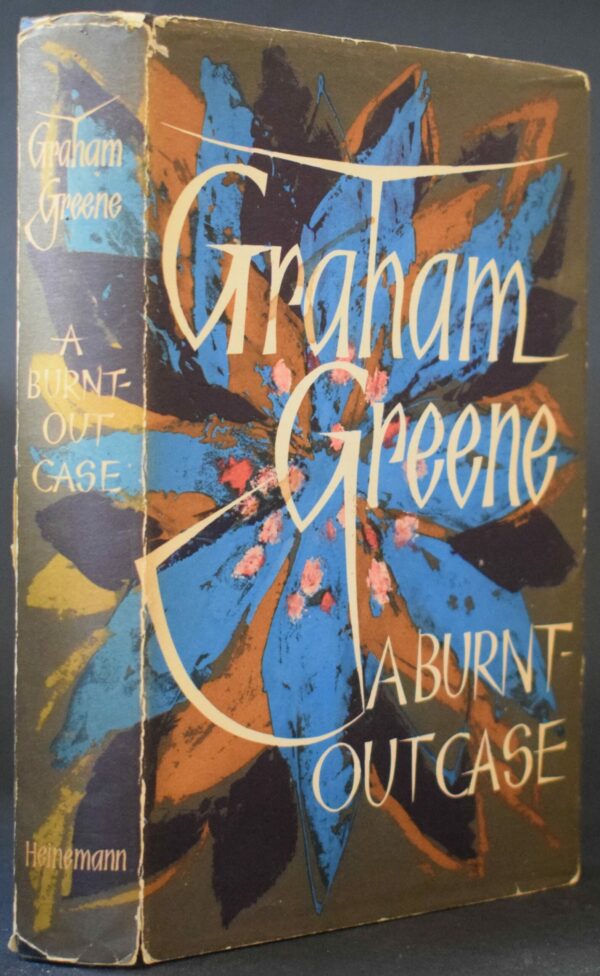 Graham
Greene
A
BURNT-
OUT
CASE
Heinemann
Graham
Greene
A BURNT-
OUT CASE